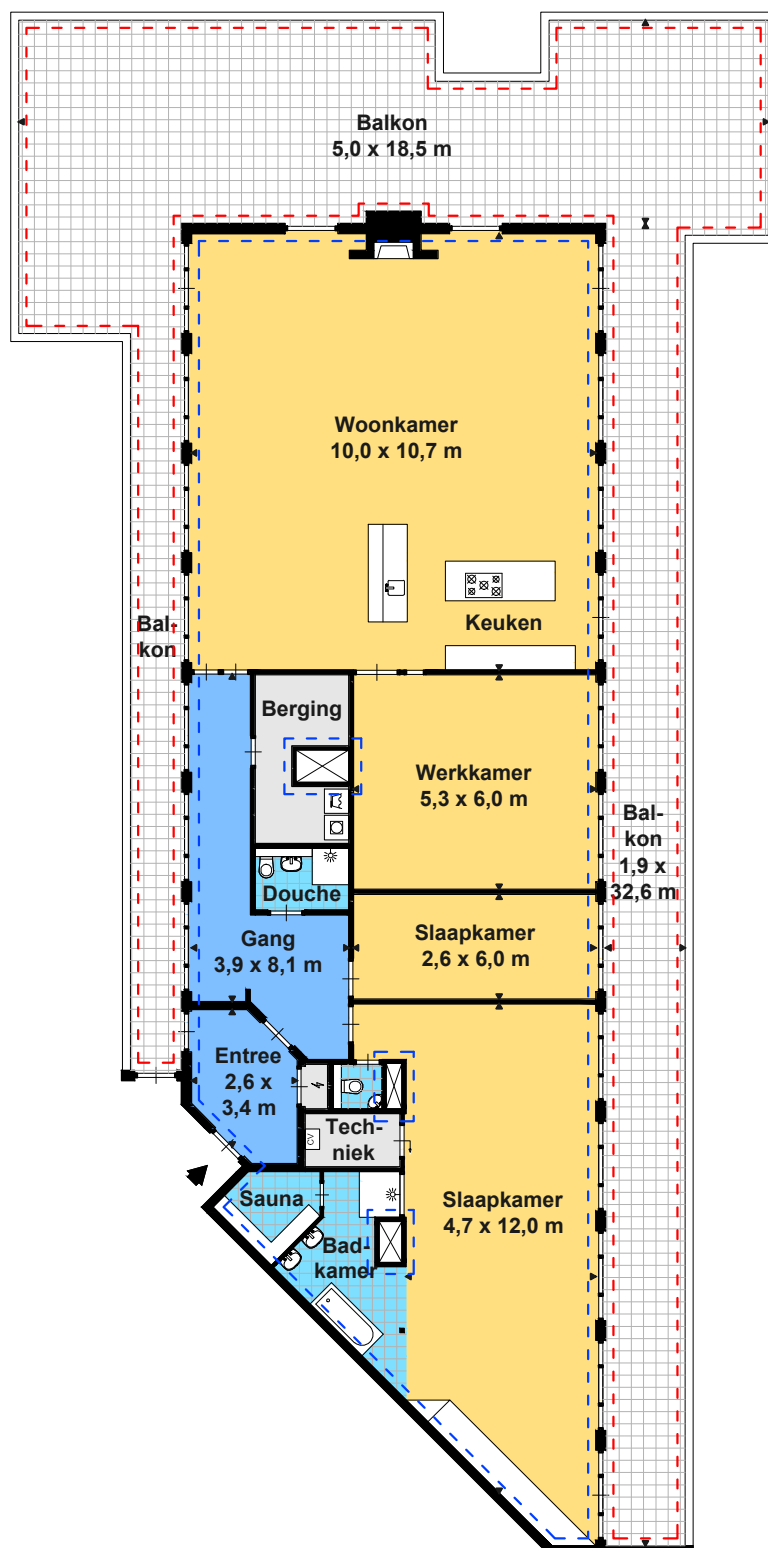 Balkon
5,0 x 18,5 m
Woonkamer
10,0 x 10,7 m
Keuken
Bal-
kon
Berging
Werkkamer
5,3 x 6,0 m
Bal-
kon
1,9 x
32,6 m
Douche
Gang
3,9 x 8,1 m
Slaapkamer
2,6 x 6,0 m
Entree
2,6 x
3,4 m
CV
Tech-
niek
Sauna
Slaapkamer
4,7 x 12,0 m
Bad-
kamer